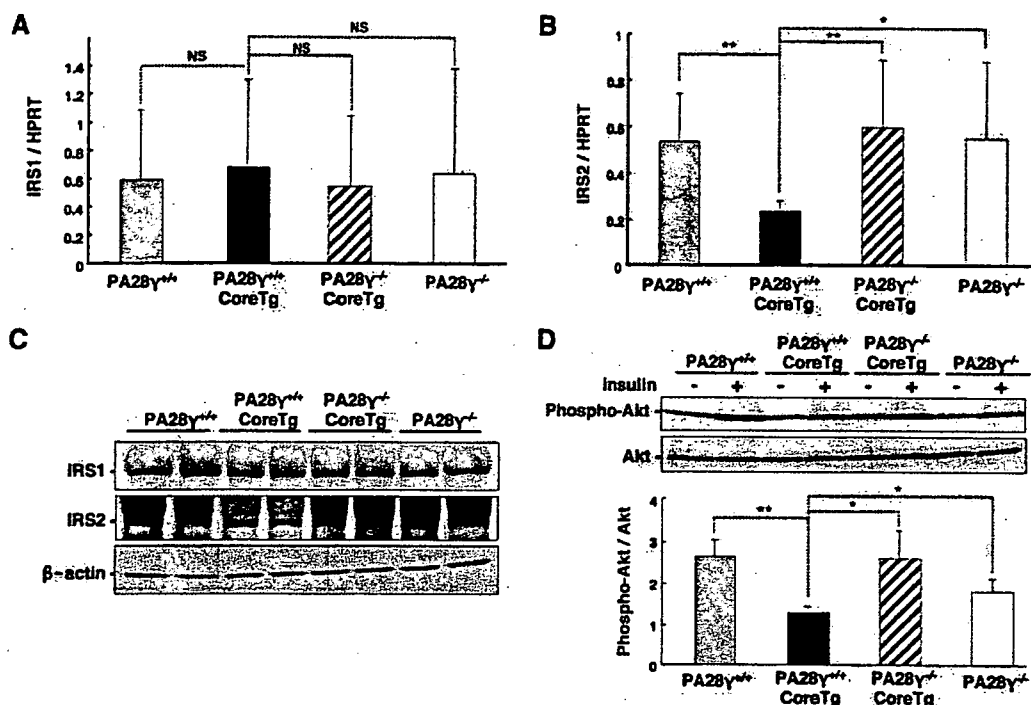 A
IRS1 / HPRT
1.4
1.2
1
0.8
0.6
0.4
0.2
0
NS
NS
NS
PA28γ+/+
PA28γ+/+
CoreTg
PA28γ-/-
CoreTg
PA28γ-/-
B
IRS2 / HPRT
1
0.8
0.6
0.4
0.2
0
**
**
*
PA28γ+/+
PA28γ+/+
CoreTg
PA28γ-/-
CoreTg
PA28γ-/-
C
PA28γ+/+
PA28γ+/+
CoreTg
PA28γ-/-
CoreTg
PA28γ-/-
IRS1
IRS2
β-actin
D
PA28γ+/+
PA28γ+/+
CoreTg
PA28γ-/-
CoreTg
PA28γ-/-
insulin - + - + - + - +
Phospho-Akt
Akt
Phospho-Akt / Akt
4
3
2
1
0
**
*
*
PA28γ+/+
PA28γ+/+
CoreTg
PA28γ-/-
CoreTg
PA28γ-/-